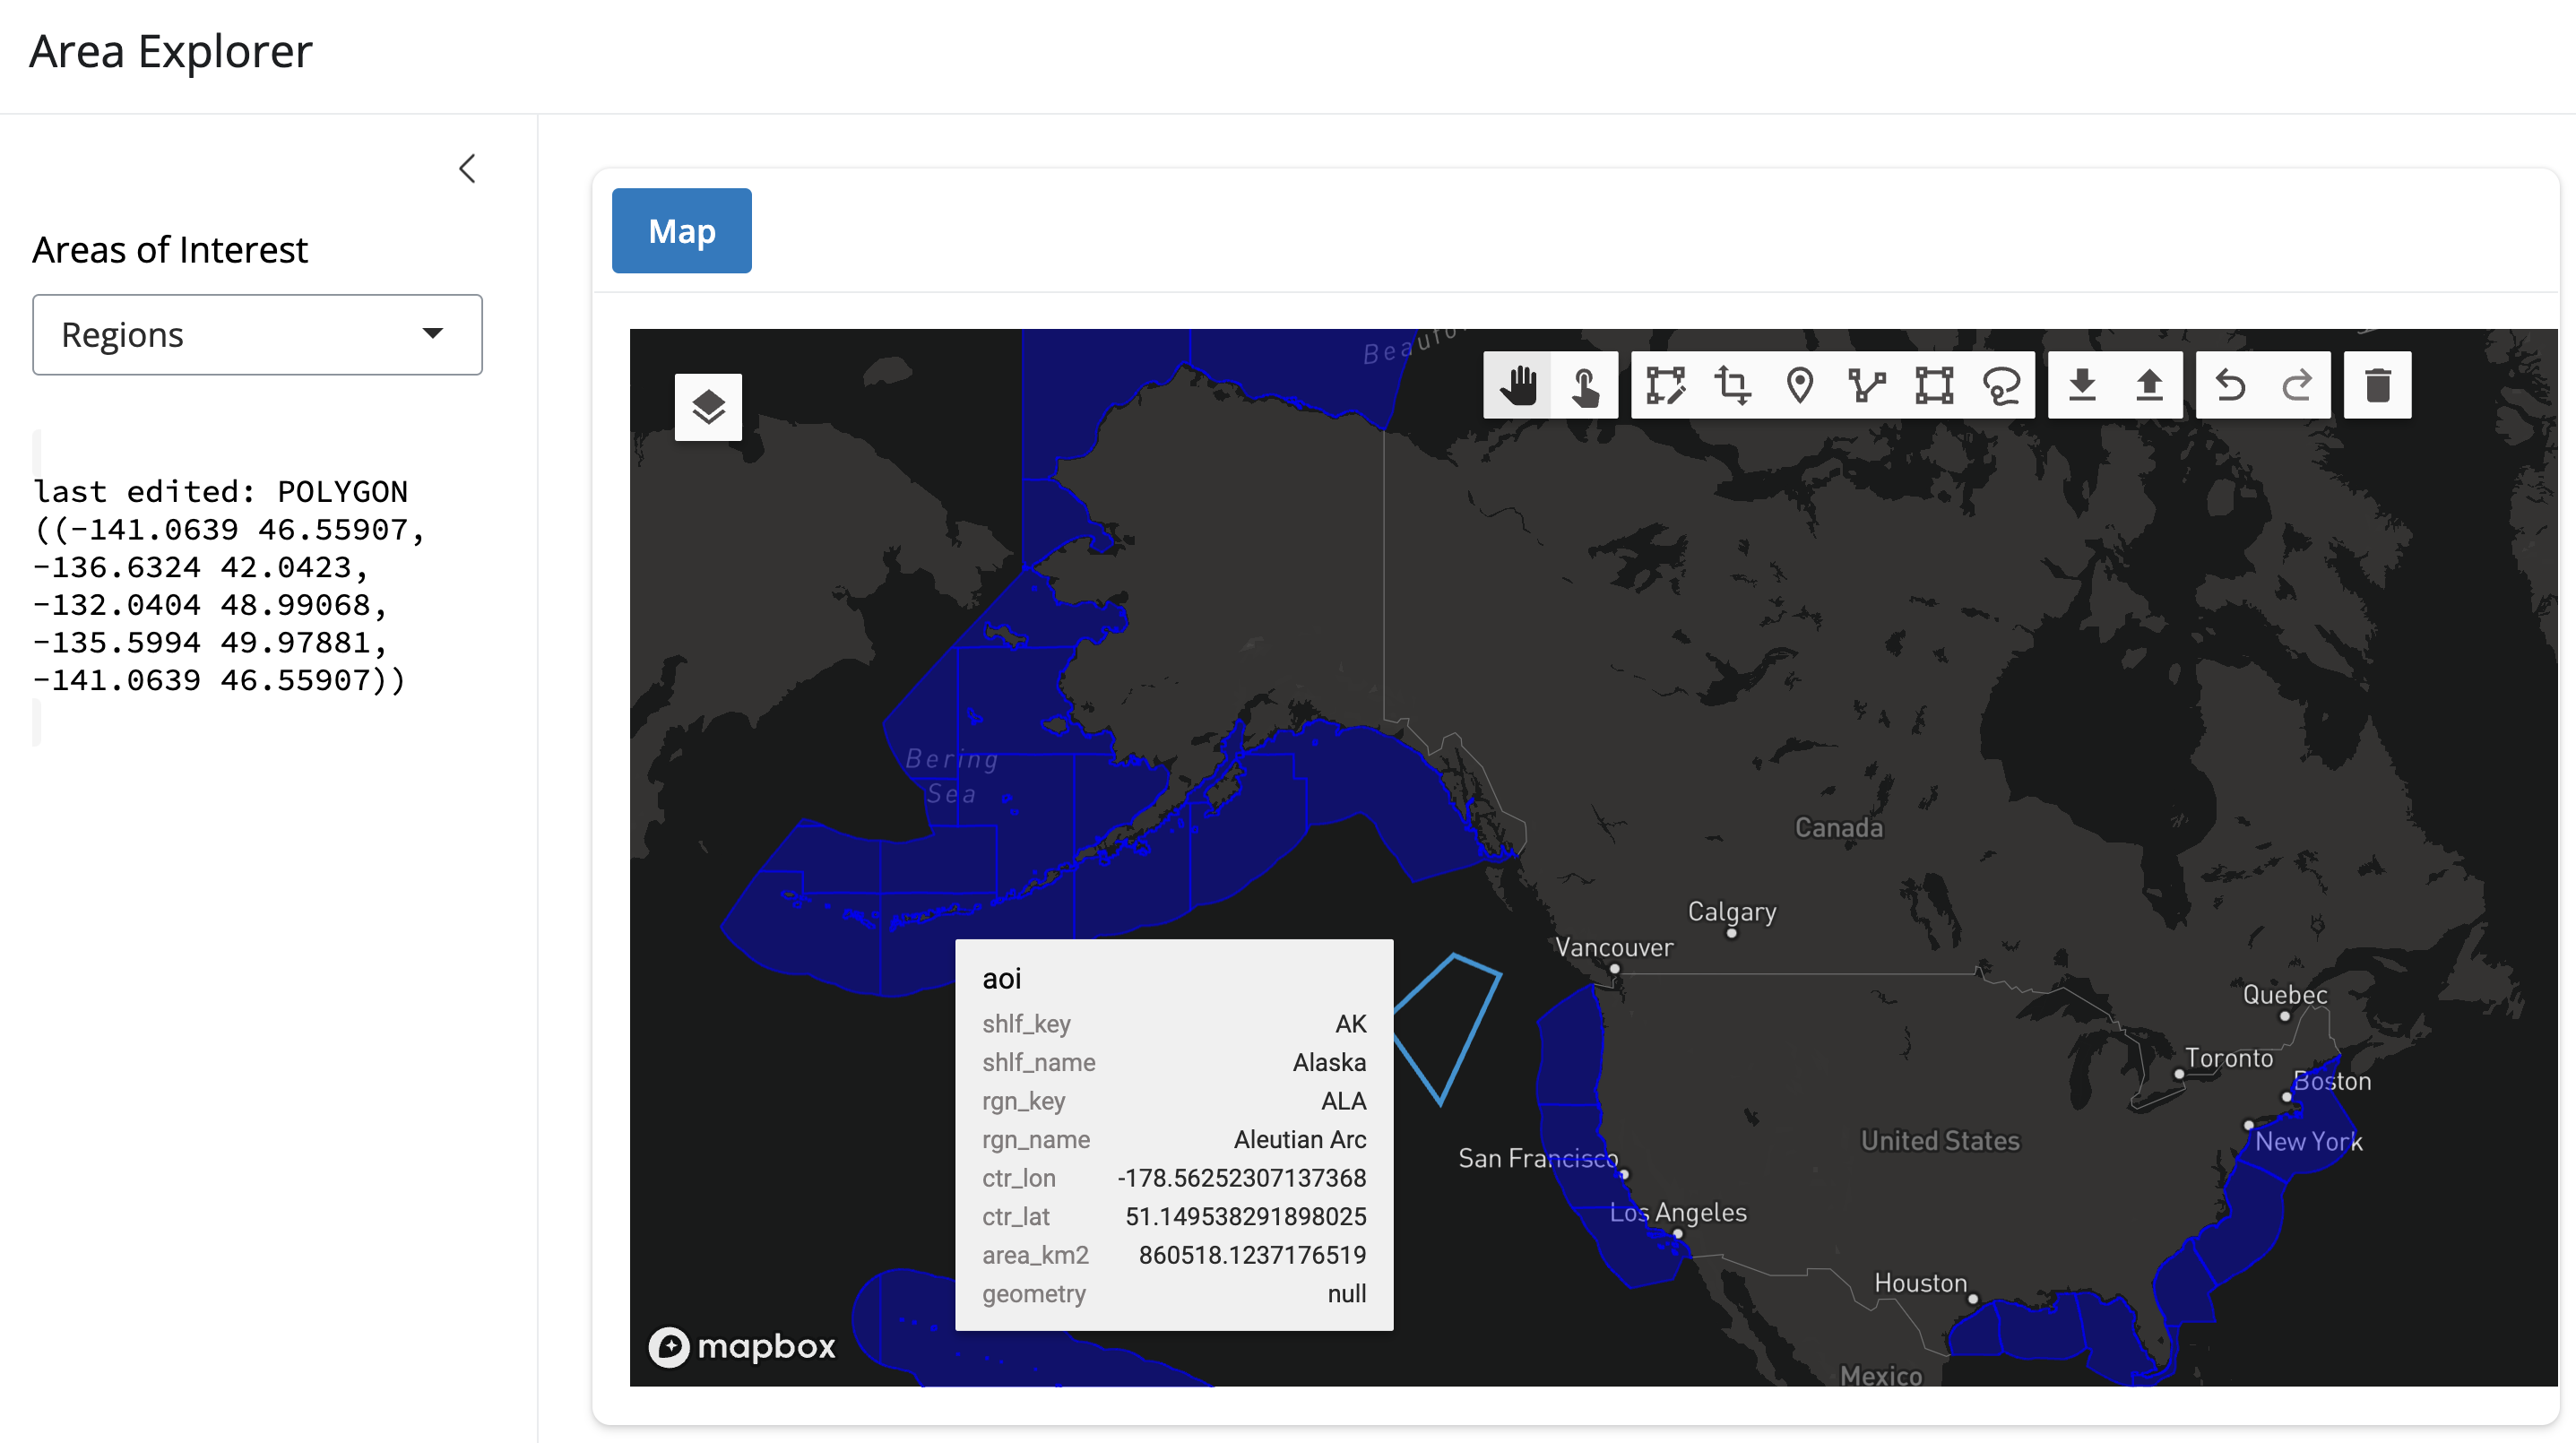 Area Explorer
Areas of Interest
Regions
last edited: POLYGON
((-141.0639 46.55907,
-136.6324 42.0423,
-132.0404 48.99068,
-135.5994 49.97881,
-141.0639 46.55907))
Map
Beaufo
Bering
Sea
Canada
Calgary
Vancouver
Quebec
Toronto
Boston
New York
United States
San Francisco
Los Angeles
Houston
Mexico
aoi
shlf_key AK
shlf_name Alaska
rgn_key ALA
rgn_name Aleutian Arc
ctr_lon -178.56252307137368
ctr_lat 51.149538291898025
area_km2 860518.1237176519
geometry null
mapbox